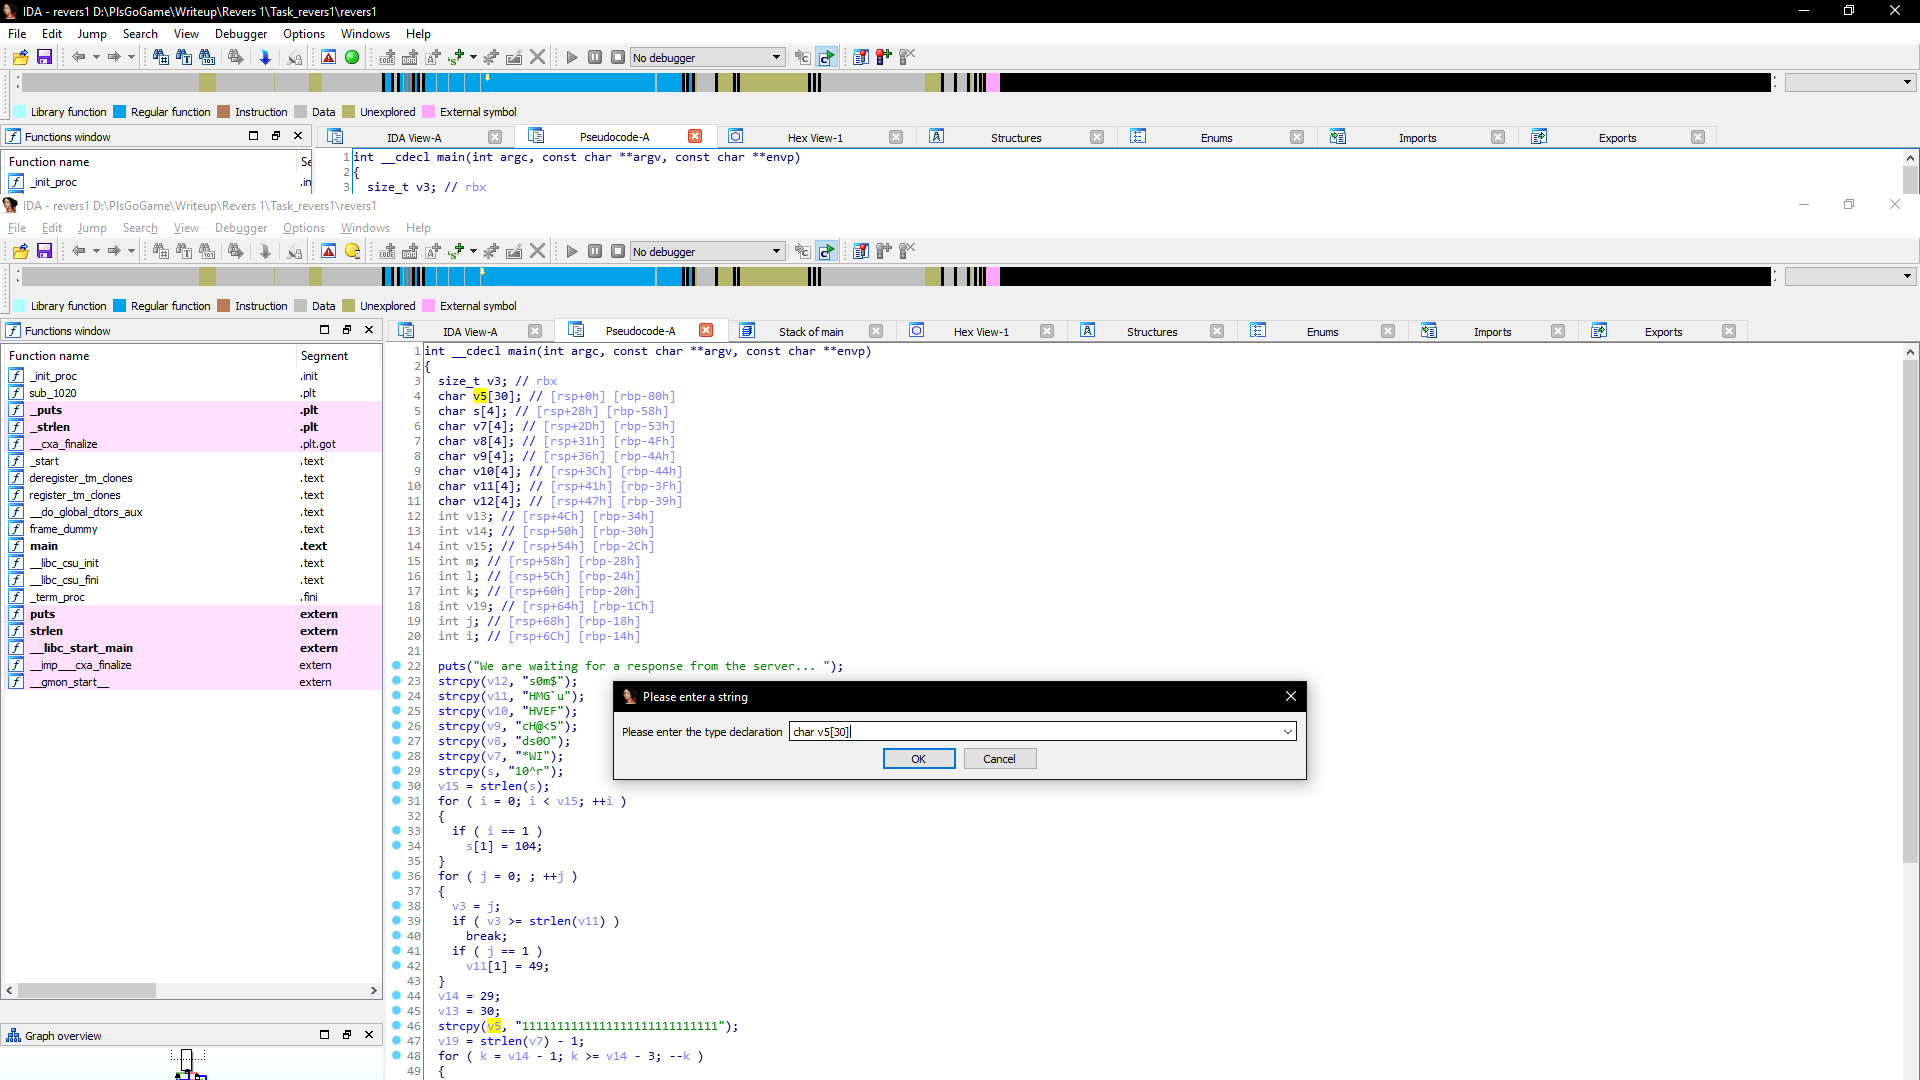 IDA - revers1 D:\PlsGoGame\Writeup\Revers 1\Task_revers1\revers1
File Edit Jump Search View Debugger Options Windows Help
No debugger
Library function Regular function Instruction Data Unexplored External symbol
Functions window
IDA View-A Pseudocode-A Hex View-1 Structures Enums Imports Exports
Function name Se
_init_proc .in
1 int __cdecl main(int argc, const char **argv, const char **envp)
2 {
3 size_t v3; // rbx
IDA - revers1 D:\PlsGoGame\Writeup\Revers 1\Task_revers1\revers1
File Edit Jump Search View Debugger Options Windows Help
No debugger
Library function Regular function Instruction Data Unexplored External symbol
Functions window
IDA View-A Pseudocode-A Stack of main Hex View-1 Structures Enums Imports Exports
Function name Segment
_init_proc .init
sub_1020 .plt
_puts .plt
_strlen .plt
__cxa_finalize .plt.got
_start .text
deregister_tm_clones .text
register_tm_clones .text
__do_global_dtors_aux .text
frame_dummy .text
main .text
__libc_csu_init .text
__libc_csu_fini .text
_term_proc .fini
puts extern
strlen extern
__libc_start_main extern
__imp___cxa_finalize extern
__gmon_start__ extern
Graph overview
1 int __cdecl main(int argc, const char **argv, const char **envp)
2 {
3 size_t v3; // rbx
4 char v5[30]; // [rsp+0h] [rbp-80h]
5 char s[4]; // [rsp+28h] [rbp-58h]
6 char v7[4]; // [rsp+2Dh] [rbp-53h]
7 char v8[4]; // [rsp+31h] [rbp-4Fh]
8 char v9[4]; // [rsp+36h] [rbp-4Ah]
9 char v10[4]; // [rsp+3Ch] [rbp-44h]
10 char v11[4]; // [rsp+41h] [rbp-3Fh]
11 char v12[4]; // [rsp+47h] [rbp-39h]
12 int v13; // [rsp+4Ch] [rbp-34h]
13 int v14; // [rsp+50h] [rbp-30h]
14 int v15; // [rsp+54h] [rbp-2Ch]
15 int m; // [rsp+58h] [rbp-28h]
16 int l; // [rsp+5Ch] [rbp-24h]
17 int k; // [rsp+60h] [rbp-20h]
18 int v19; // [rsp+64h] [rbp-1Ch]
19 int j; // [rsp+68h] [rbp-18h]
20 int i; // [rsp+6Ch] [rbp-14h]
21
22 puts("We are waiting for a response from the server... ");
23 strcpy(v12, "s0m$");
24 strcpy(v11, "HMG`u");
25 strcpy(v10, "HVEF");
26 strcpy(v9, "cH@<5");
27 strcpy(v8, "ds0O");
28 strcpy(v7, "*WI");
29 strcpy(s, "10^r");
30 v15 = strlen(s);
31 for ( i = 0; i < v15; ++i )
32 {
33 if ( i == 1 )
34 s[1] = 104;
35 }
36 for ( j = 0; ; ++j )
37 {
38 v3 = j;
39 if ( v3 >= strlen(v11) )
40 break;
41 if ( j == 1 )
42 v11[1] = 49;
43 }
44 v14 = 29;
45 v13 = 30;
46 strcpy(v5, "1111111111111111111111111111");
47 v19 = strlen(v7) - 1;
48 for ( k = v14 - 1; k >= v14 - 3; --k )
49 {
Please enter a string
Please enter the type declaration char v5[30]
OK Cancel